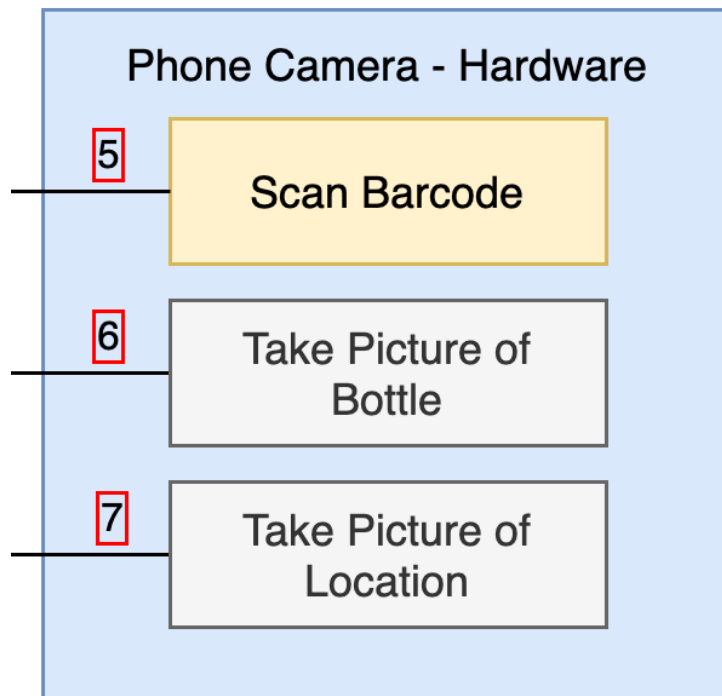 Phone Camera - Hardware
5
Scan Barcode
6
Take Picture of
Bottle
7
Take Picture of
Location